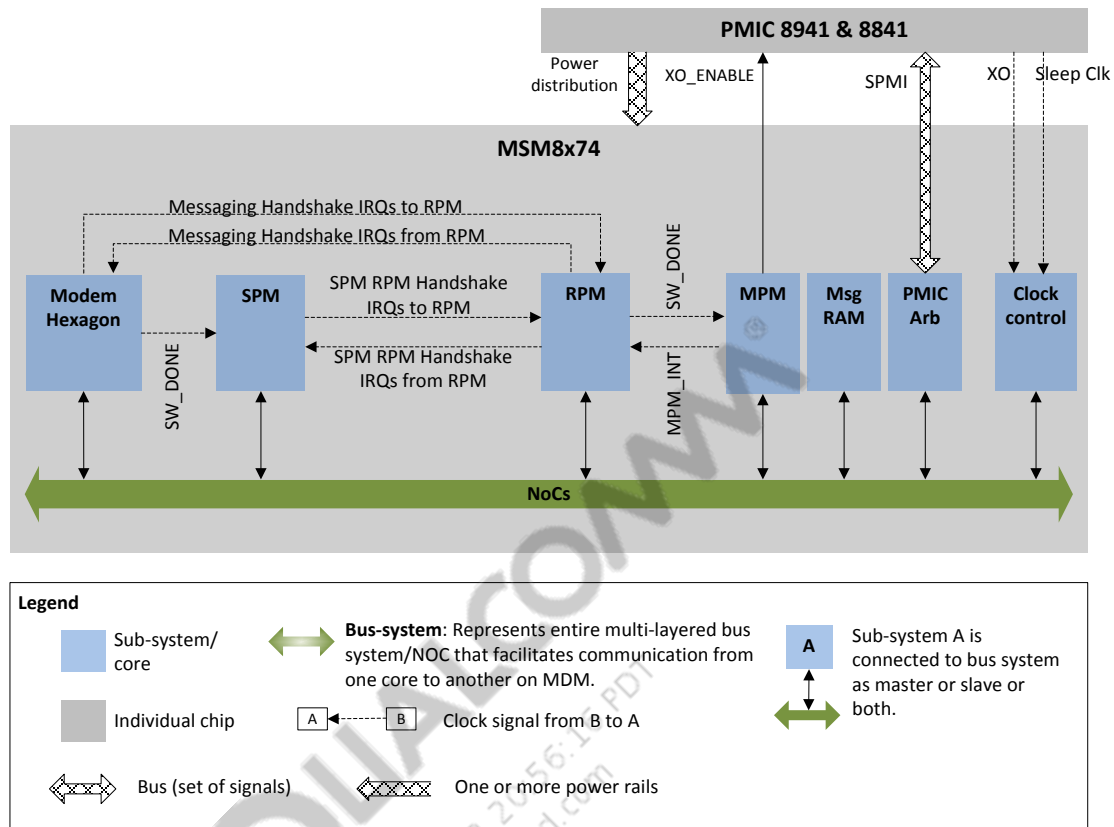 PMIC 8941 & 8841
Power
distribution
XO_ENABLE
SPMI
XO
Sleep Clk
MSM8x74
Messaging Handshake IRQs to RPM
Messaging Handshake IRQs from RPM
Modem
Hexagon
SW_DONE
SPM
SPM RPM Handshake
IRQs to RPM
SPM RPM Handshake
IRQs from RPM
RPM
SW_DONE
MPM_INT
MPM
Msg
RAM
PMIC
Arb
Clock
control
NoCs
Legend
Sub-system/
core
Individual chip
Bus (set of signals)
Bus-system: Represents entire multi-layered bus
system/NOC that facilitates communication from
one core to another on MDM.
A
B
Clock signal from B to A
One or more power rails
A
Sub-system A is
connected to bus system
as master or slave or
both.